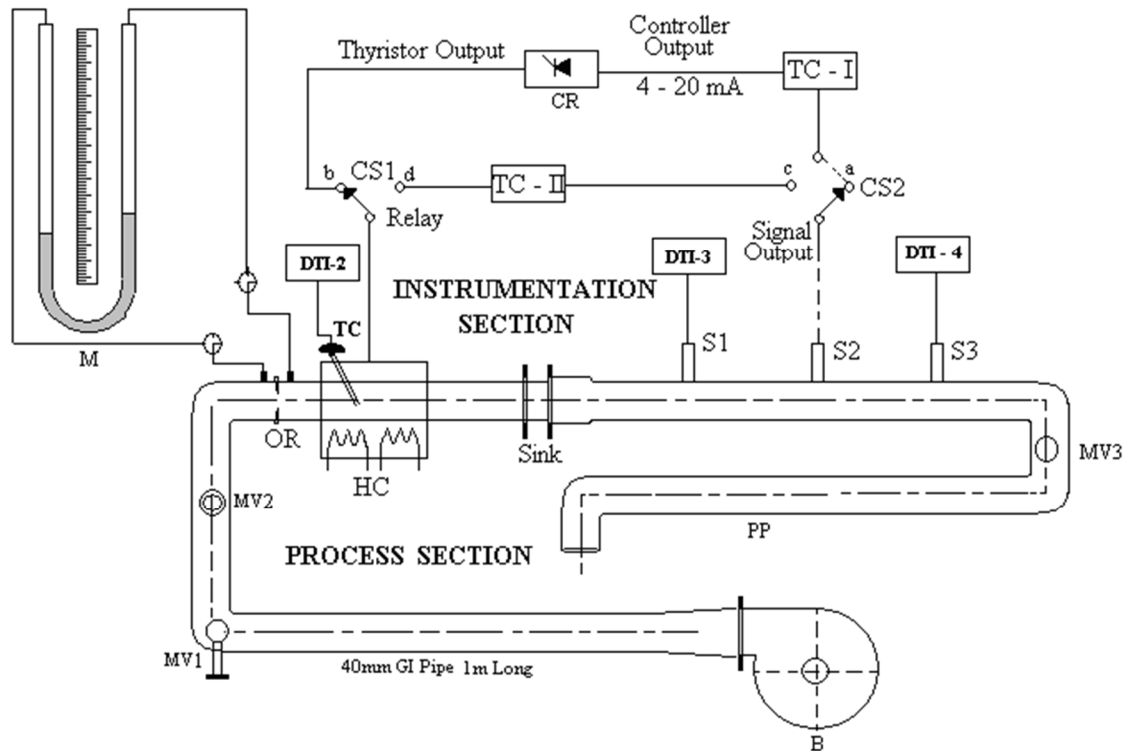 Controller
Output
Thyristor Output
TC - I
CR
4 - 20 mA
b
CS1
d
TC - II
c
a
CS2
Relay
Signal
Output
DTI-2
DTI-3
DTI - 4
INSTRUMENTATION
SECTION
TC
M
S1
S2
S3
OR
Sink
HC
MV3
MV2
PP
PROCESS SECTION
MV1
40mm GI Pipe 1m Long
B